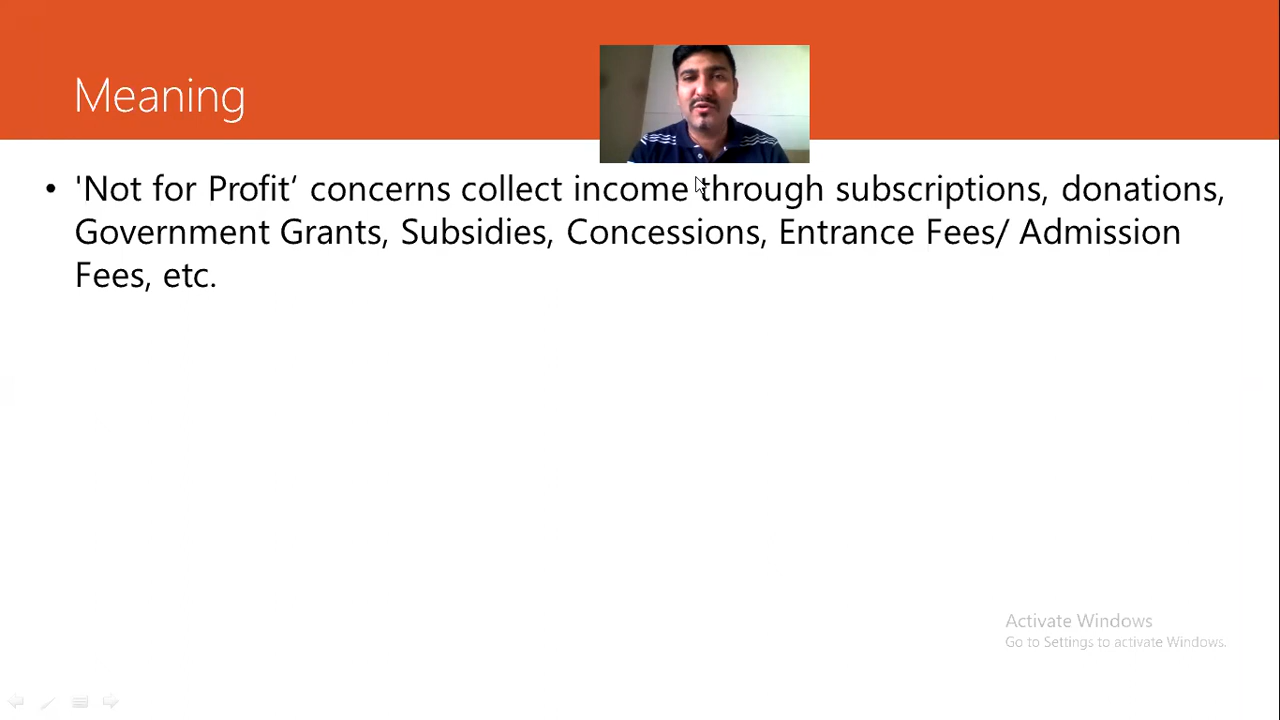 Meaning
• 'Not for Profit‘ concerns collect income through subscriptions, donations,
Government Grants, Subsidies, Concessions, Entrance Fees/ Admission
Fees, etc.
Activate Windows
Go to Settings to activate Windows.